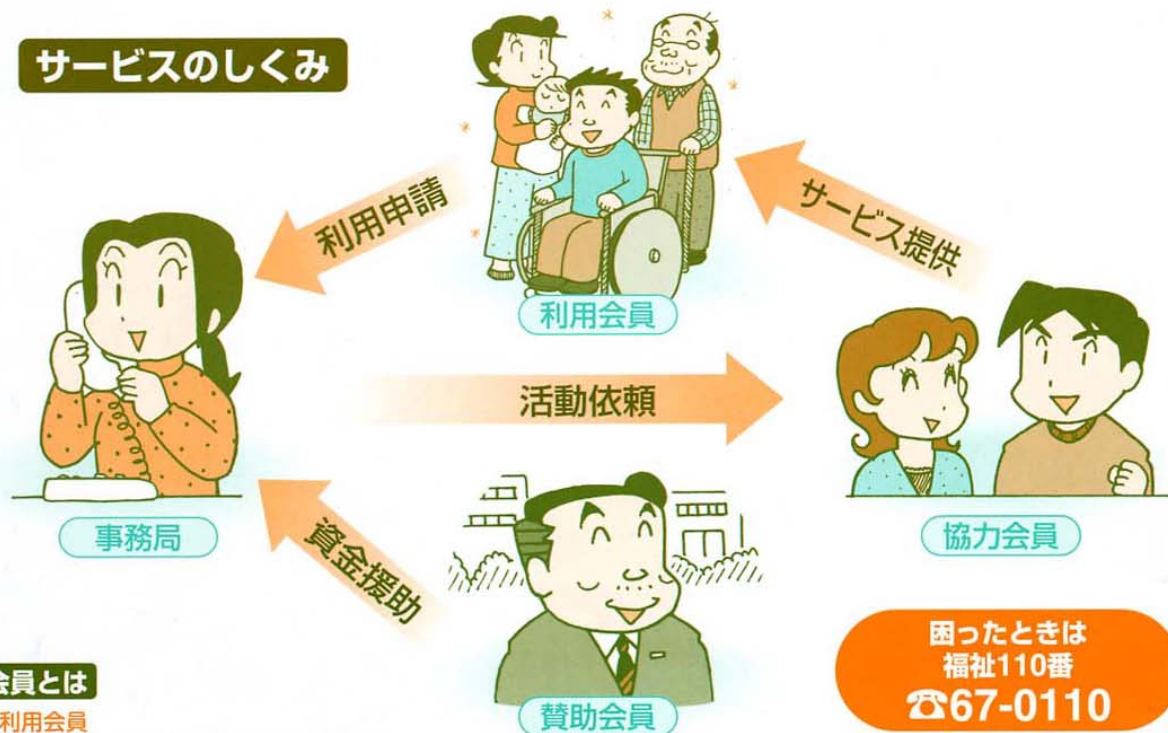 サービスのしくみ
利用申請
サービス提供
利用会員
活動依頼
事務局
資金援助
協力会員
賛助会員
困ったときは
福祉110番
☎67-0110
会員とは
利用会員